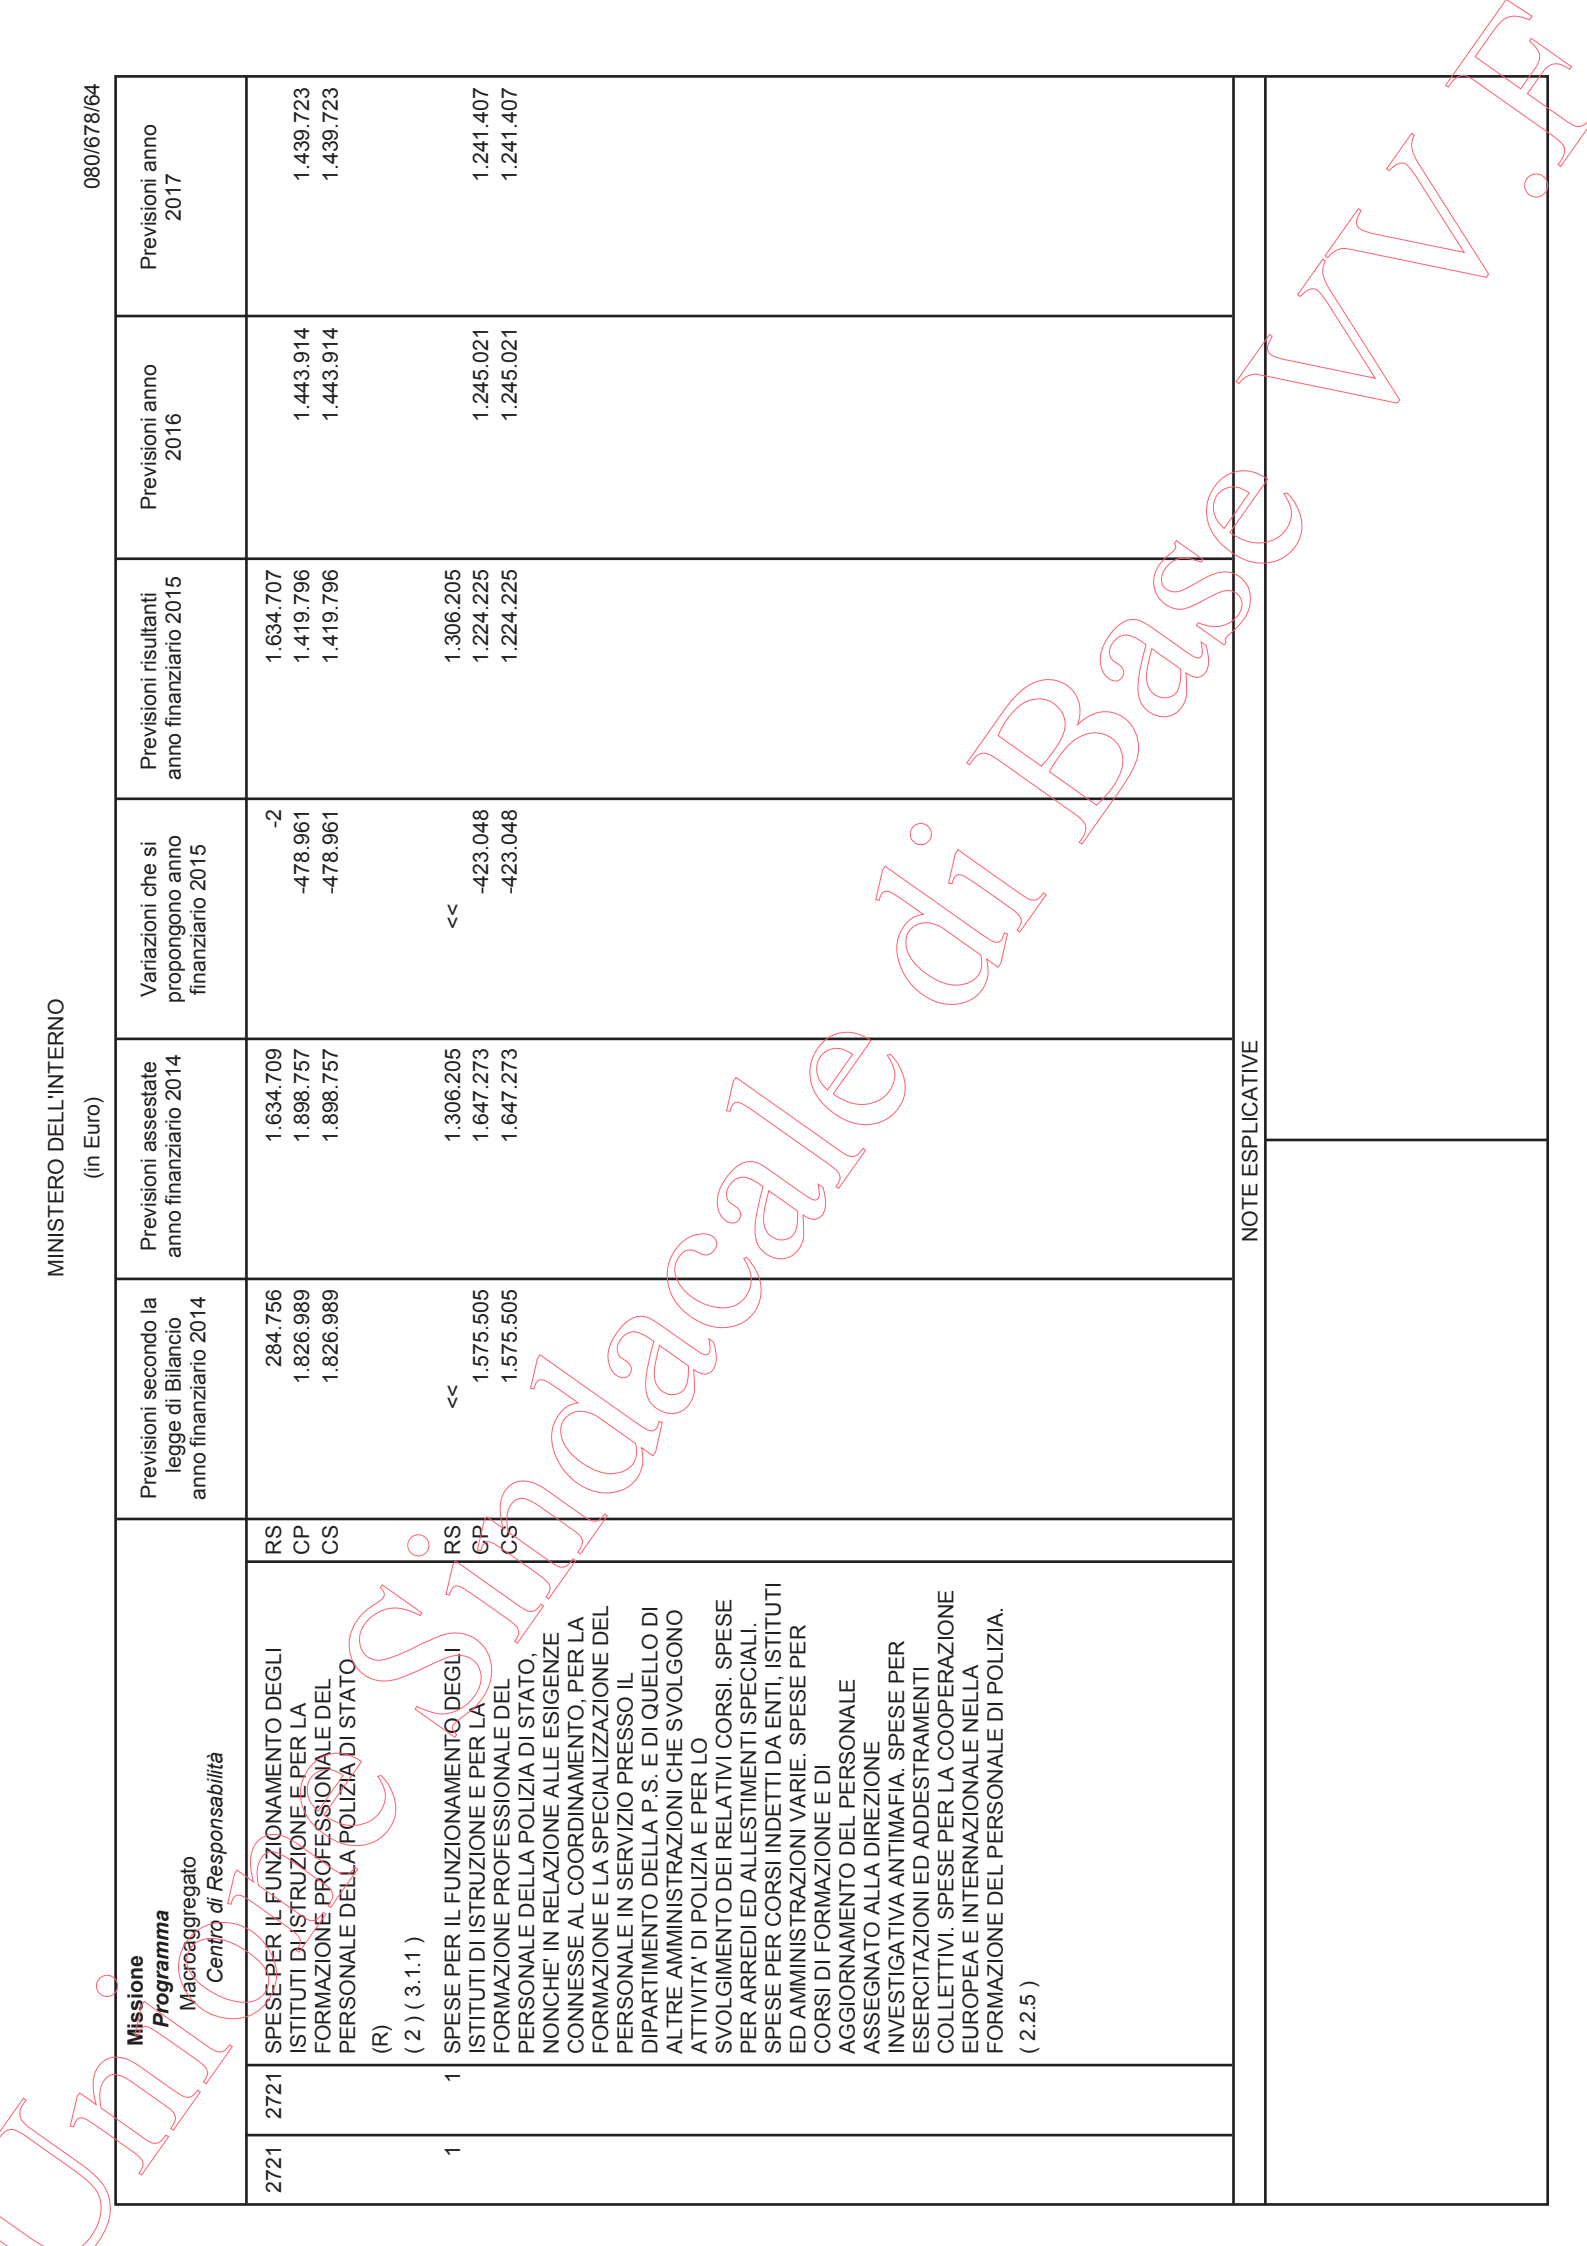 MINISTERO DELL'INTERNO
(in Euro)
080/678/64
Missione
Programma
Macroaggregato
Centro di Responsabilità
Previsioni secondo la
legge di Bilancio
anno finanziario 2014
Previsioni assestate
anno finanziario 2014
Variazioni che si
propongono anno
finanziario 2015
Previsioni risultanti
anno finanziario 2015
Previsioni anno
2016
Previsioni anno
2017
2721 2721 SPESE PER IL FUNZIONAMENTO DEGLI RS 284.756 1.634.709 -2 1.634.707
ISTITUTI DI ISTRUZIONE E PER LA CP 1.826.989 1.898.757 -478.961 1.419.796 1.443.914 1.439.723
FORMAZIONE PROFESSIONALE DEL CS 1.826.989 1.898.757 -478.961 1.419.796 1.443.914 1.439.723
PERSONALE DELLA POLIZIA DI STATO
(R)
( 2 ) ( 3.1.1 )
1 1 SPESE PER IL FUNZIONAMENTO DEGLI RS << 1.306.205 << 1.306.205
ISTITUTI DI ISTRUZIONE E PER LA CP 1.575.505 1.647.273 -423.048 1.224.225 1.245.021 1.241.407
FORMAZIONE PROFESSIONALE DEL CS 1.575.505 1.647.273 -423.048 1.224.225 1.245.021 1.241.407
PERSONALE DELLA POLIZIA DI STATO,
NONCHE' IN RELAZIONE ALLE ESIGENZE
CONNESSE AL COORDINAMENTO, PER LA
FORMAZIONE E LA SPECIALIZZAZIONE DEL
PERSONALE IN SERVIZIO PRESSO IL
DIPARTIMENTO DELLA P.S. E DI QUELLO DI
ALTRE AMMINISTRAZIONI CHE SVOLGONO
ATTIVITA' DI POLIZIA E PER LO
SVOLGIMENTO DEI RELATIVI CORSI. SPESE
PER ARREDI ED ALLESTIMENTI SPECIALI.
SPESE PER CORSI INDETTI DA ENTI, ISTITUTI
ED AMMINISTRAZIONI VARIE. SPESE PER
CORSI DI FORMAZIONE E DI
AGGIORNAMENTO DEL PERSONALE
ASSEGNATO ALLA DIREZIONE
INVESTIGATIVA ANTIMAFIA. SPESE PER
ESERCITAZIONI ED ADDESTRAMENTI
COLLETTIVI. SPESE PER LA COOPERAZIONE
EUROPEA E INTERNAZIONALE NELLA
FORMAZIONE DEL PERSONALE DI POLIZIA.
( 2.2.5 )
NOTE ESPLICATIVE
Unione Sindacale di Base VV.F